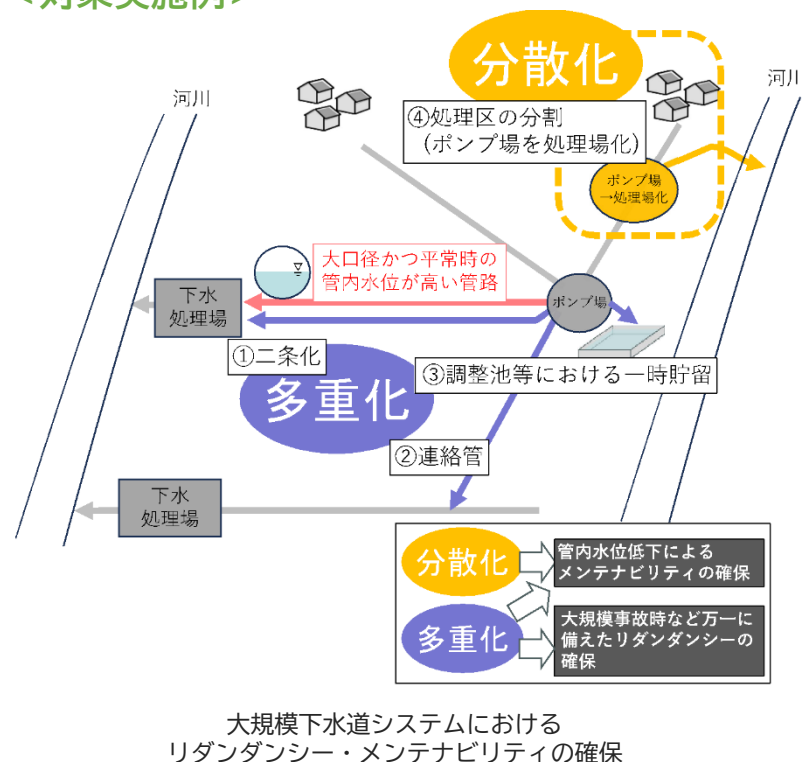 <対策実施例>
分散化
河川
河川
④処理区の分割
(ポンプ場を処理場化)
ポンプ場
→処理場化
大口径かつ平常時の
管内水位が高い管路
下水
処理場
ポンプ場
①二条化
多重化
③調整池等における一時貯留
②連絡管
下水
処理場
分散化
管内水位低下による
メンテナビリティの確保
多重化
大規模事故時など万一に
備えたリダンダンシーの
確保
大規模下水道システムにおける
リダンダンシー・メンテナビリティの確保